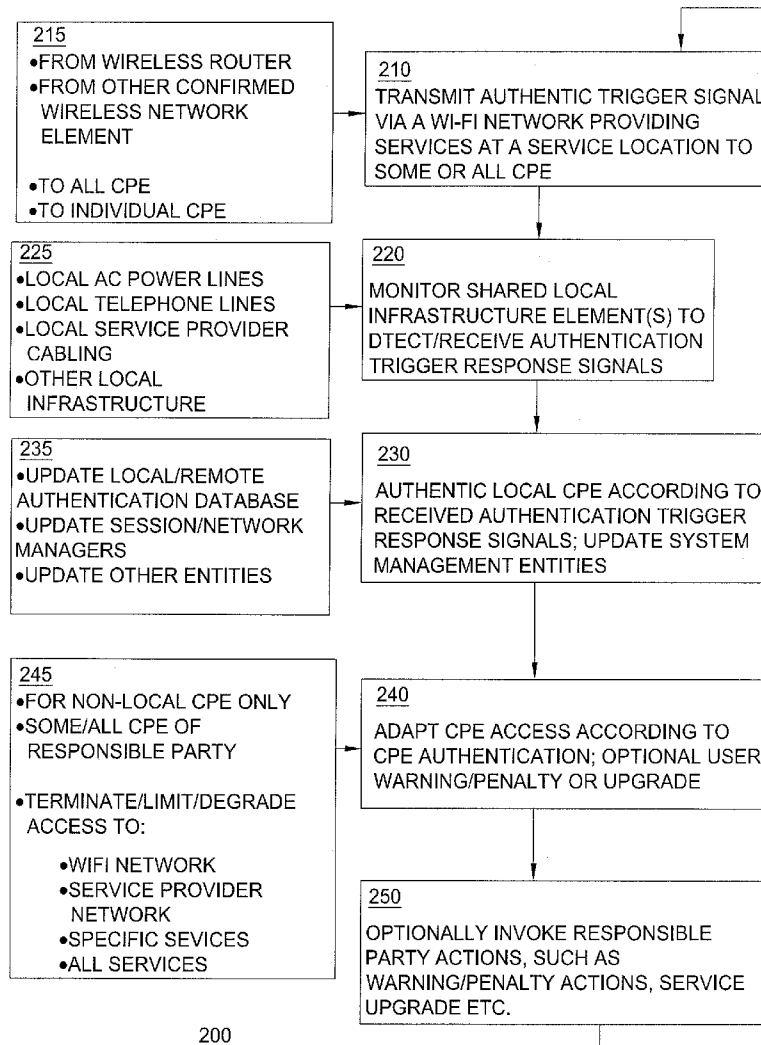 215
•FROM WIRELESS ROUTER
•FROM OTHER CONFIRMED
WIRELESS NETWORK
ELEMENT
•TO ALL CPE
•TO INDIVIDUAL CPE
210
TRANSMIT AUTHENTIC TRIGGER SIGNAL
VIA A WI-FI NETWORK PROVIDING
SERVICES AT A SERVICE LOCATION TO
SOME OR ALL CPE
225
•LOCAL AC POWER LINES
•LOCAL TELEPHONE LINES
•LOCAL SERVICE PROVIDER
CABLING
•OTHER LOCAL
INFRASTRUCTURE
220
MONITOR SHARED LOCAL
INFRASTRUCTURE ELEMENT(S) TO
DTECT/RECEIVE AUTHENTICATION
TRIGGER RESPONSE SIGNALS
235
•UPDATE LOCAL/REMOTE
AUTHENTICATION DATABASE
•UPDATE SESSION/NETWORK
MANAGERS
•UPDATE OTHER ENTITIES
230
AUTHENTIC LOCAL CPE ACCORDING TO
RECEIVED AUTHENTICATION TRIGGER
RESPONSE SIGNALS; UPDATE SYSTEM
MANAGEMENT ENTITIES
245
•FOR NON-LOCAL CPE ONLY
•SOME/ALL CPE OF
RESPONSIBLE PARTY
•TERMINATE/LIMIT/DEGRADE
ACCESS TO:
•WIFI NETWORK
•SERVICE PROVIDER
NETWORK
•SPECIFIC SEVICES
•ALL SERVICES
240
ADAPT CPE ACCESS ACCORDING TO
CPE AUTHENTICATION; OPTIONAL USER
WARNING/PENALTY OR UPGRADE
250
OPTIONALLY INVOKE RESPONSIBLE
PARTY ACTIONS, SUCH AS
WARNING/PENALTY ACTIONS, SERVICE
UPGRADE ETC.
200